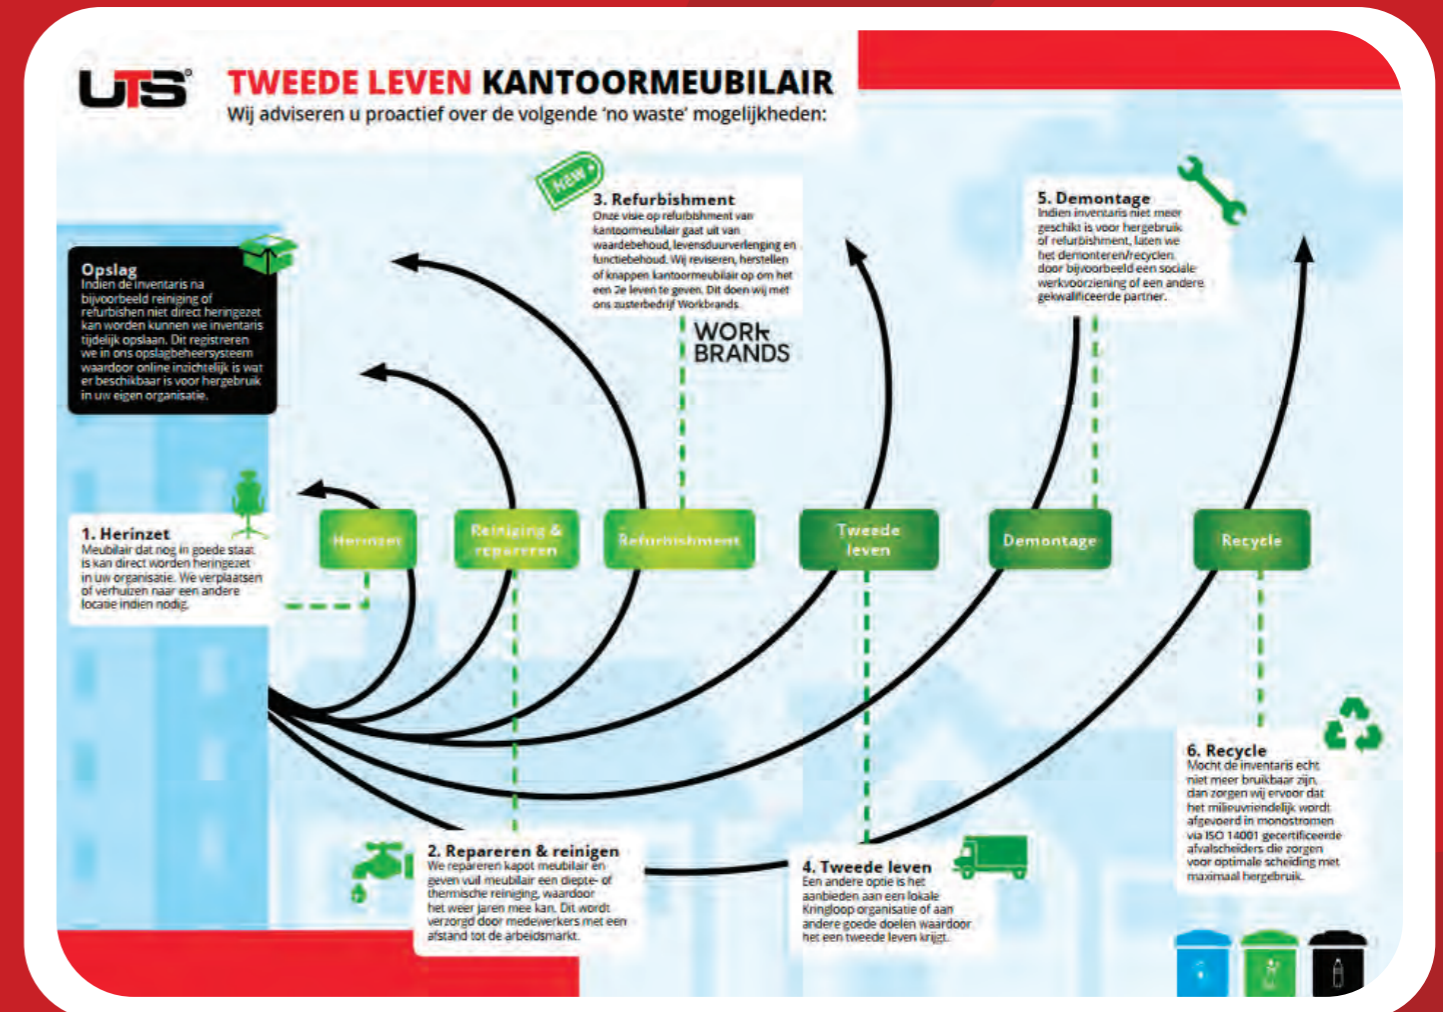 UTS
TWEEDE LEVEN KANTOORMEUBILAIR
Wij adviseren u proactief over de volgende 'no waste' mogelijkheden:
Opslag
Indien de inventaris na
bijvoorbeeld reiniging of
refurbishen niet direct heringezet
kan worden kunnen we inventaris
tijdelijk opslaan. Dit registreren
we in ons opslagbeheersysteem
waardoor online inzichtelijk is wat
er beschikbaar is voor hergebruik
in uw eigen organisatie.
NEW
3. Refurbishment
Onze visie op refurbishment van
kantoormeubilair gaat uit van
waardebehoud, levensduurverlenging en
functiebehoud. Wij reviseren, herstellen
of knappen kantoormeubilair op om het
een 2e leven te geven. Dit doen wij met
ons zusterbedrijf Workbrands.
WORK
BRANDS
5. Demontage
Indien inventaris niet meer
geschikt is voor hergebruik
of refurbishment, laten we
het demonteren/recyclen
door bijvoorbeeld een sociale
werkvoorziening of een andere
gekwalificeerde partner.
1. Herinzet
Meubilair dat nog in goede staat
is kan direct worden heringezet
in uw organisatie. We verplaatsen
of verhuizen naar een andere
locatie indien nodig.
Herinzet
Reiniging &
repareren
Refurbishment
Tweede
leven
Demontage
Recycle
2. Repareren & reinigen
We repareren kapot meubilair en
geven vuil meubilair een diepte- of
thermische reiniging, waardoor
het weer jaren mee kan. Dit wordt
verzorgd door medewerkers met een
afstand tot de arbeidsmarkt.
4. Tweede leven
Een andere optie is het
aanbieden aan een lokale
Kringloop organisatie of aan
andere goede doelen waardoor
het een tweede leven krijgt.
6. Recycle
Mocht de inventaris echt
niet meer bruikbaar zijn,
dan zorgen wij ervoor dat
het milieuvriendelijk wordt
afgevoerd in monostromen
via ISO 14001 gecertificeerde
afvalscheiders die zorgen
voor optimale scheiding met
maximaal hergebruik.